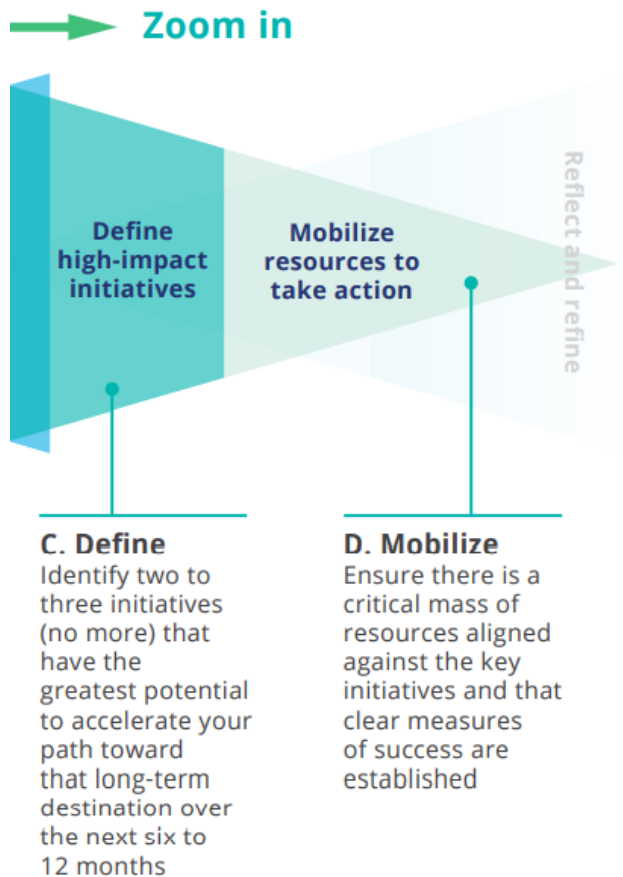 Zoom in
Define
high-impact
initiatives
Mobilize
resources to
take action
Reflect and refine
C. Define
Identify two to
three initiatives
(no more) that
have the
greatest potential
to accelerate your
path toward
that long-term
destination over
the next six to
12 months
D. Mobilize
Ensure there is a
critical mass of
resources aligned
against the key
initiatives and that
clear measures
of success are
established